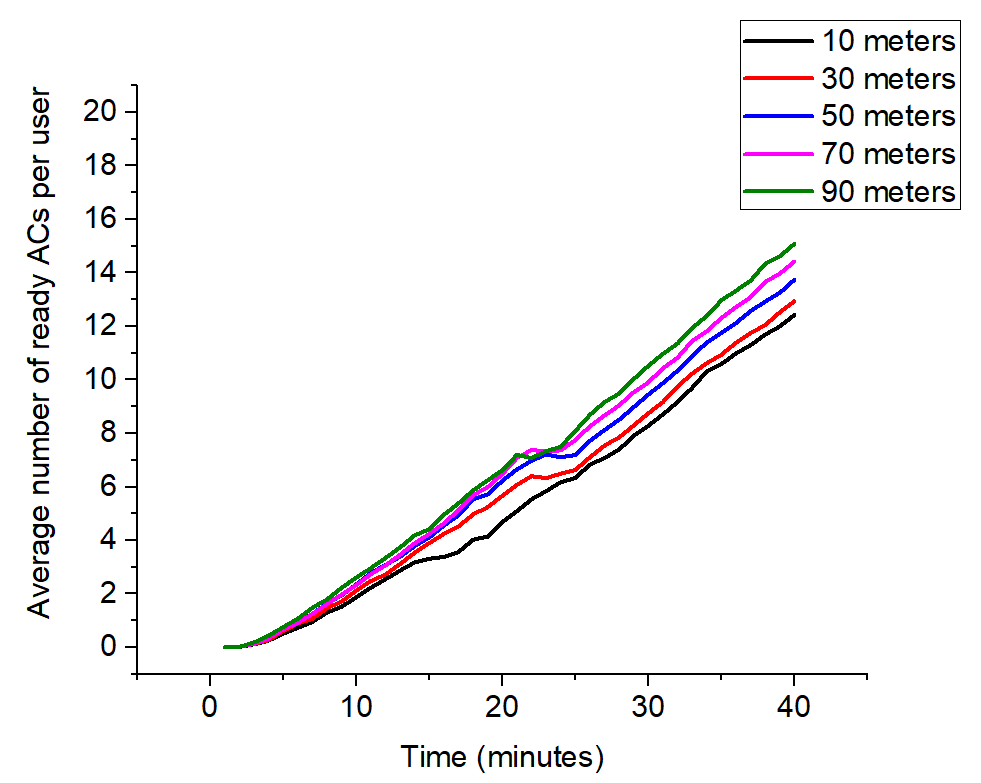 10 meters
30 meters
50 meters
70 meters
90 meters
Average number of ready ACs per user
20
18
16
14
12
10
8
6
4
2
0
0 10 20 30 40
Time (minutes)